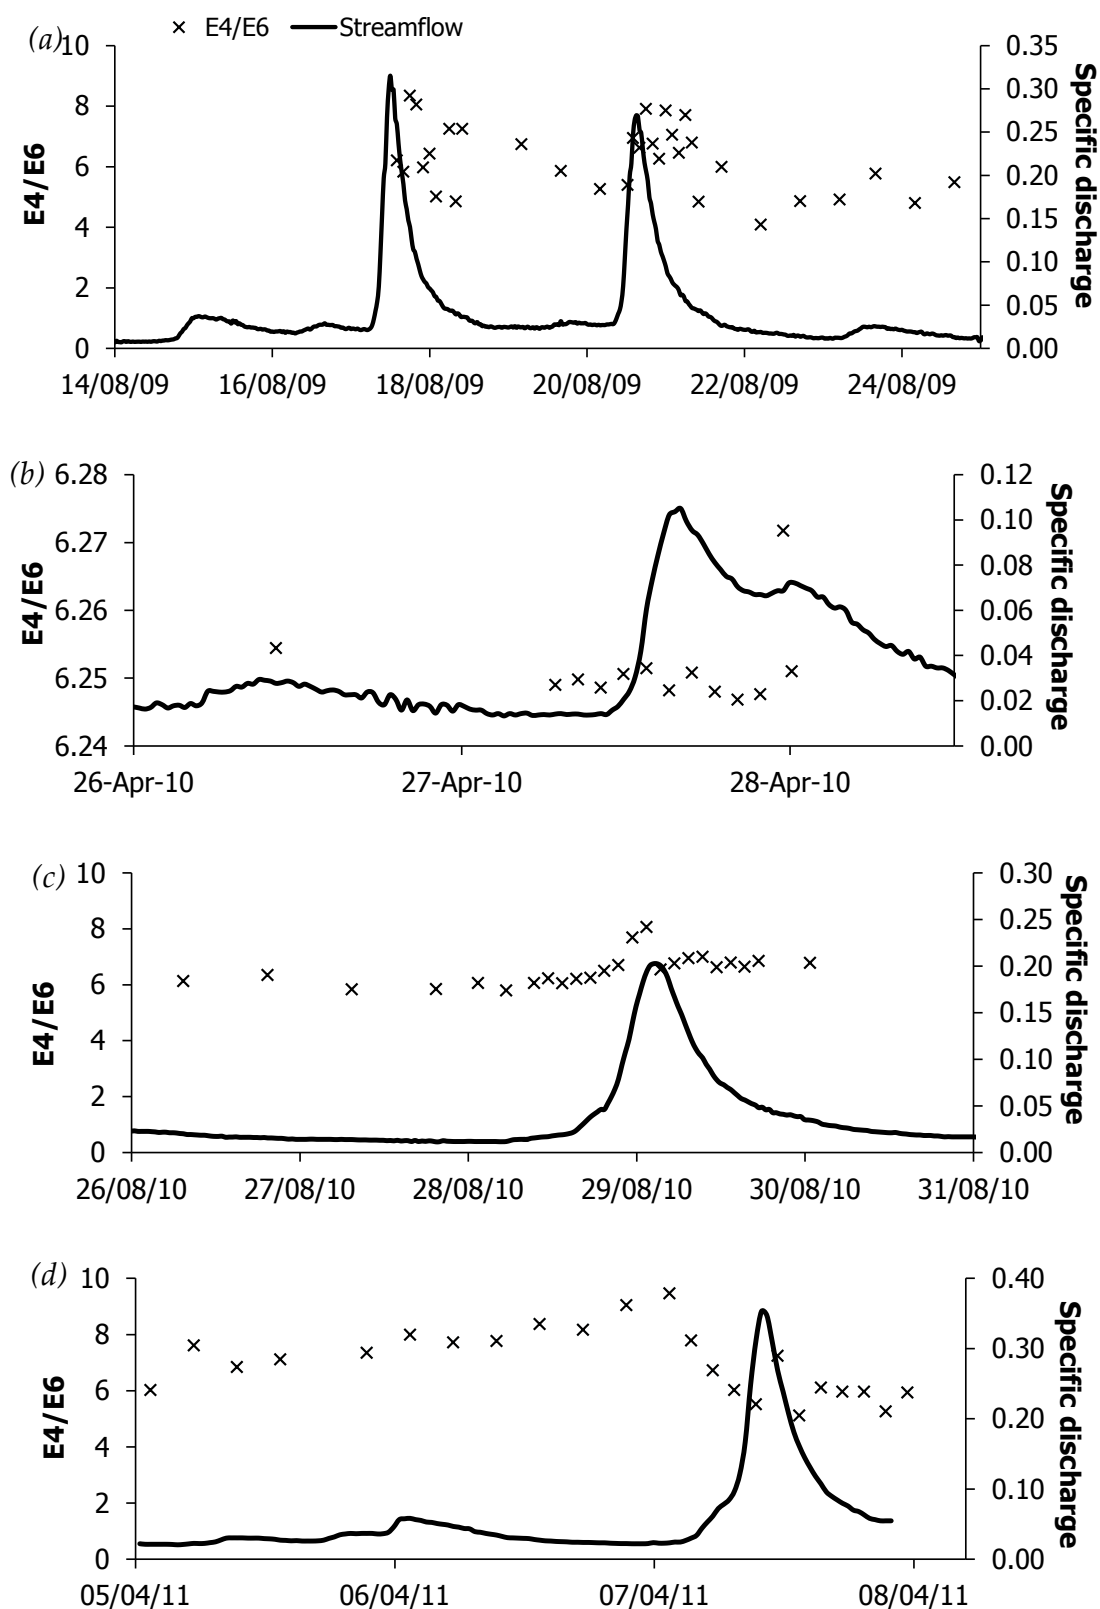 × E4/E6 Streamflow
(a)
10
8
6
4
2
0
E4/E6
0.35
0.30
0.25
0.20
0.15
0.10
0.05
0.00
Specific discharge
14/08/09 16/08/09 18/08/09 20/08/09 22/08/09 24/08/09
(b)
6.28
6.27
6.26
6.25
6.24
E4/E6
0.12
0.10
0.08
0.06
0.04
0.02
0.00
Specific discharge
26-Apr-10 27-Apr-10 28-Apr-10
(c)
10
8
6
4
2
0
E4/E6
0.30
0.25
0.20
0.15
0.10
0.05
0.00
Specific discharge
26/08/10 27/08/10 28/08/10 29/08/10 30/08/10 31/08/10
(d)
10
8
6
4
2
0
E4/E6
0.40
0.30
0.20
0.10
0.00
Specific discharge
05/04/11 06/04/11 07/04/11 08/04/11